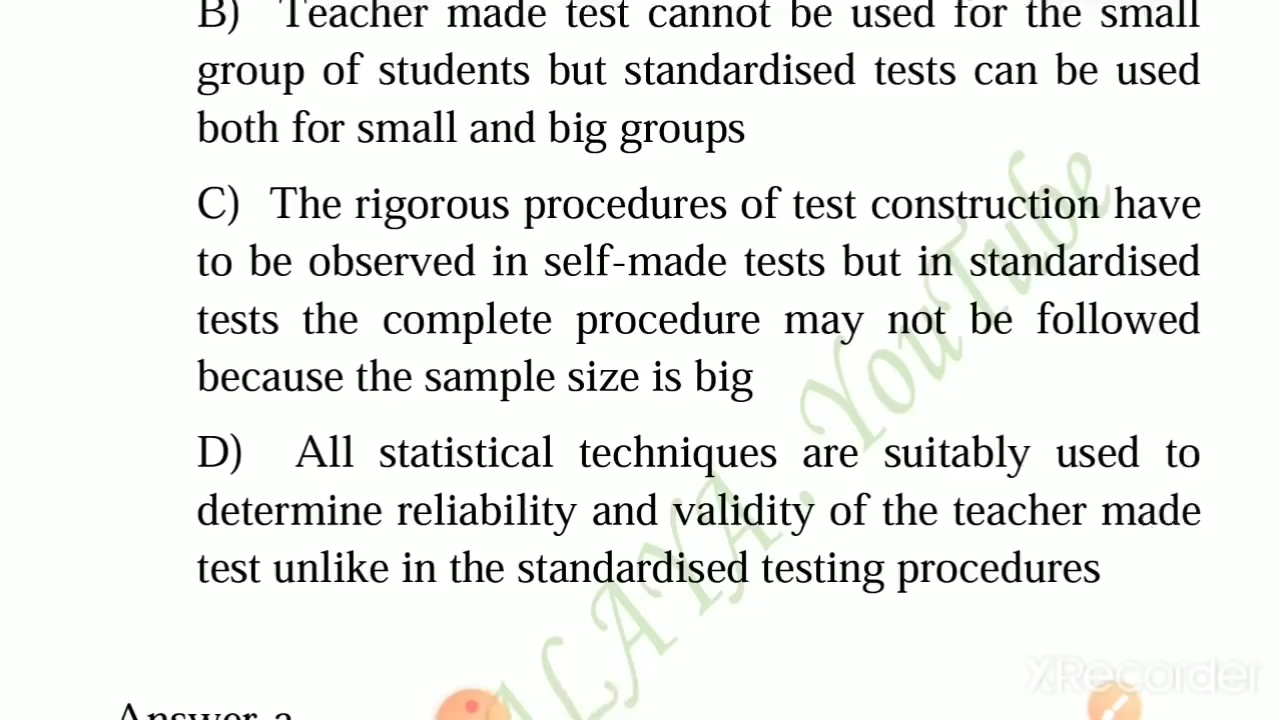 B) Teacher made test cannot be used for the small
group of students but standardised tests can be used
both for small and big groups
C) The rigorous procedures of test construction have
to be observed in self-made tests but in standardised
tests the complete procedure may not be followed
because the sample size is big
D) All statistical techniques are suitably used to
determine reliability and validity of the teacher made
test unlike in the standardised testing procedures
ALAYA . YouTube
XRecorder
Answer a